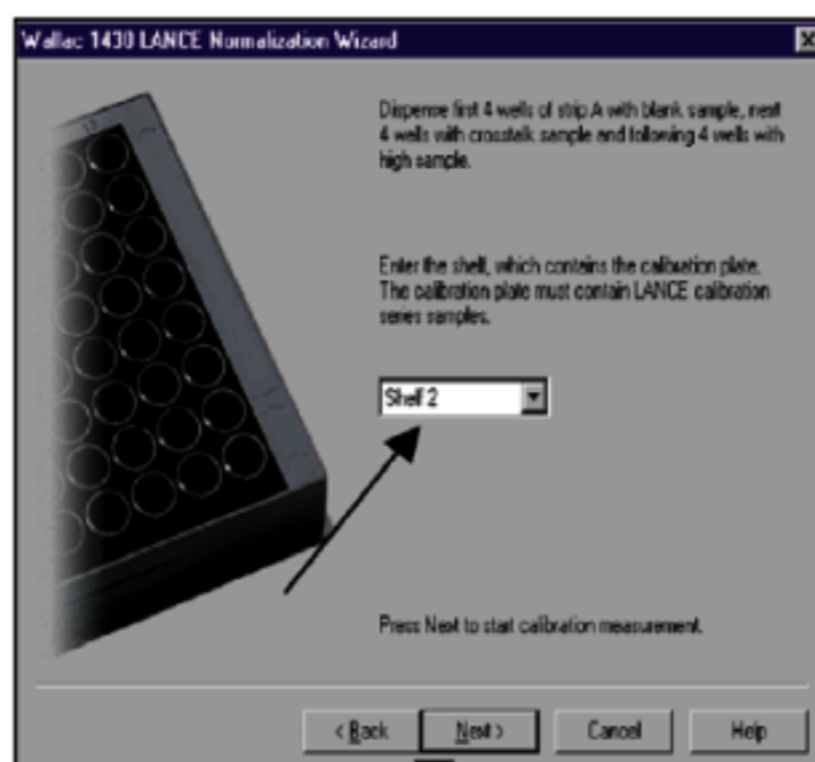 Wallac 1430 LANCE Normalization Wizard
Dispense first 4 wells of strip A with blank sample, next
4 wells with crosstalk sample and following 4 wells with
high sample.
Enter the shelf, which contains the calibration plate.
The calibration plate must contain LANCE calibration
series samples.
Shelf 2
Press Next to start calibration measurement.
< Back
Next >
Cancel
Help